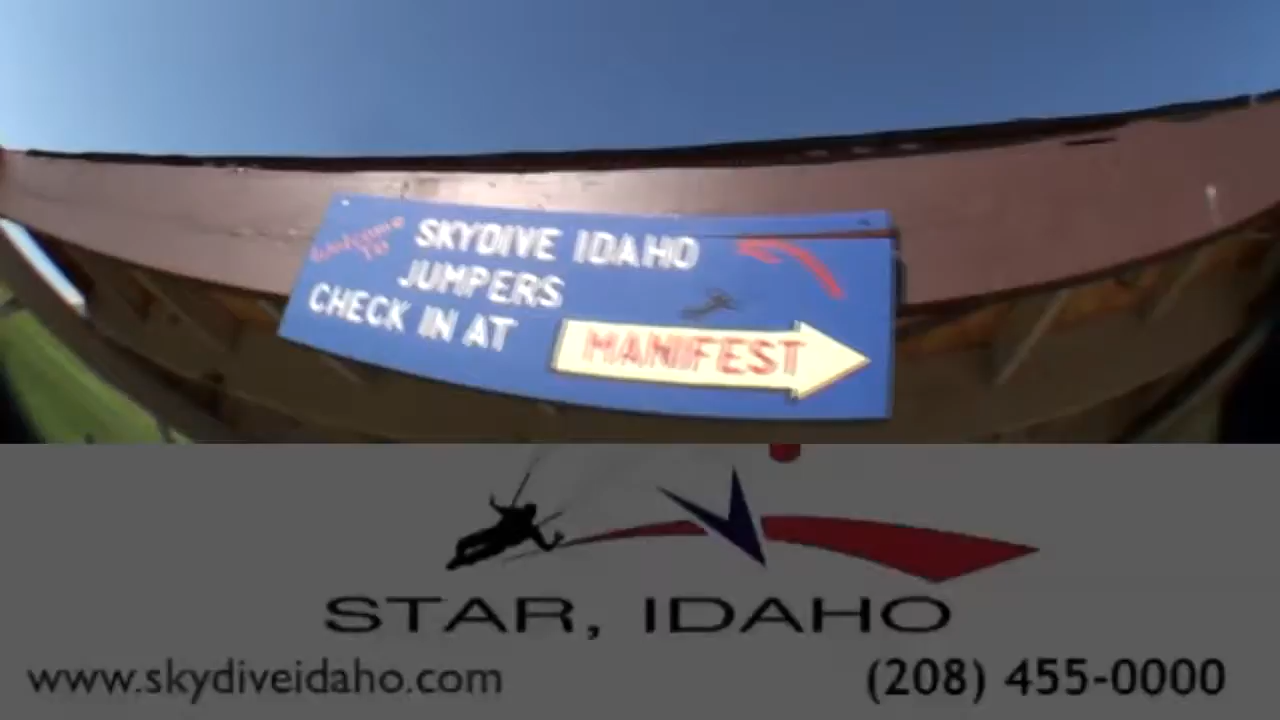 Welcome to
SKYDIVE IDAHO
JUMPERS
CHECK IN AT
MANIFEST
STAR, IDAHO
www.skydiveidaho.com
(208) 455-0000